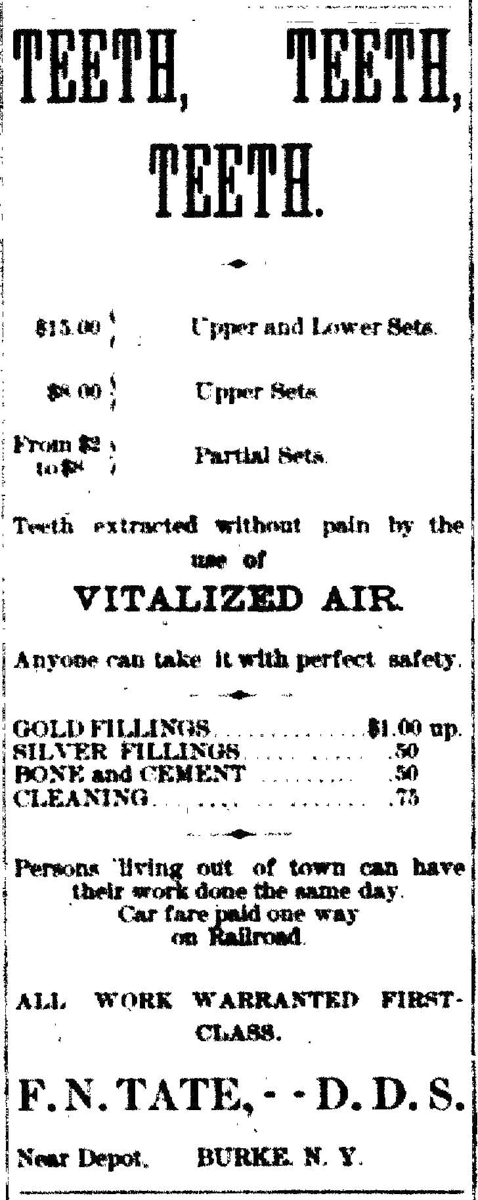 TEETH, TEETH,
TEETH.
$15.00 } Upper and Lower Sets.
$8.00 } Upper Sets
From $2
to $8 } Partial Sets.
Teeth extracted without pain by the
use of
VITALIZED AIR.
Anyone can take it with perfect safety.
GOLD FILLINGS..............$1.00 up.
SILVER FILLINGS............ .50
BONE and CEMENT ......... .50
CLEANING.................. .75
Persons living out of town can have
their work done the same day.
Car fare paid one way
on Railroad.
ALL WORK WARRANTED FIRST-
CLASS.
F. N. TATE, - - D. D. S.
Near Depot, BURKE. N. Y.